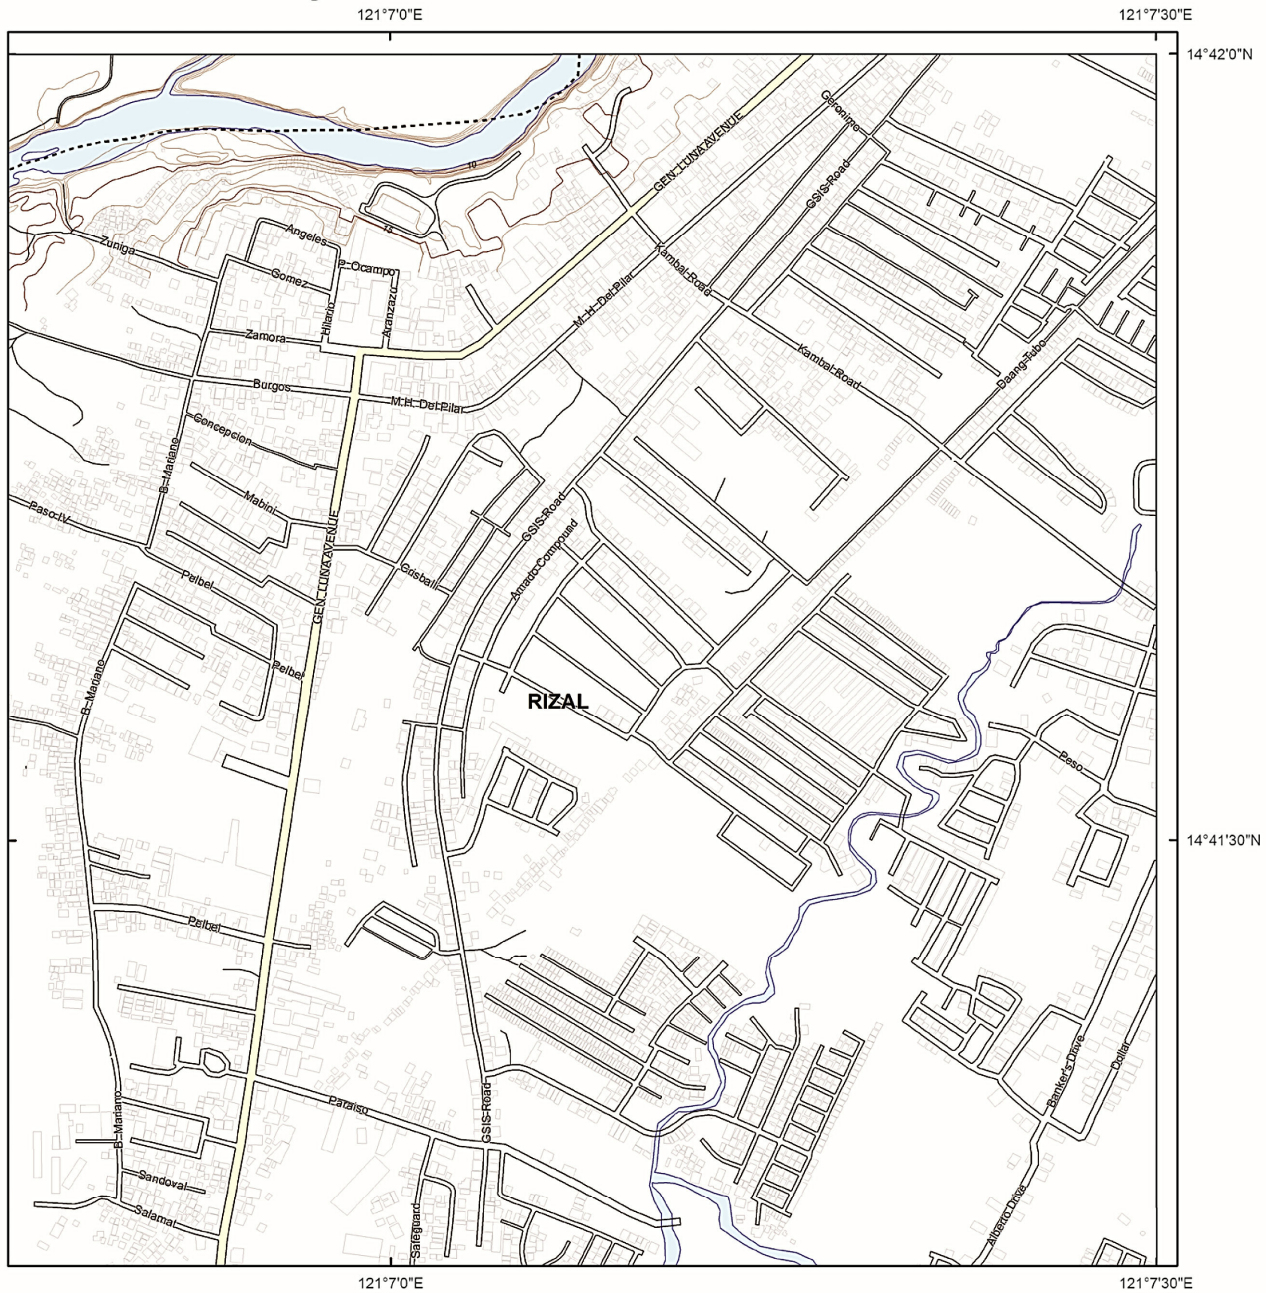 121°7'0"E
121°7'30"E
14°42'0"N
Geronimo
GEN. LUNA AVENUE
GSIS Road
10
15
Zuniga
Angeles
P. Ocampo
Gomez
Kambal Road
M. H. Del Pilar
Hilario
Aranzazu
Zamora
Kambal Road
Daang Tubo
Burgos
M.H. Del Pilar
Concepcion
B. Mariano
Mabini
Paso IV
GSIS Road
GEN. LUNA AVENUE
Amado Compound
Grisball
Pelbel
Pelbel
B. Mariano
RIZAL
Peso
14°41'30"N
Pelbel
Banker's Drive
Dollar
Paraiso
B. Mariano
GSIS Road
Sandoval
Salamat
Safeguard
Alberto Drive
121°7'0"E
121°7'30"E